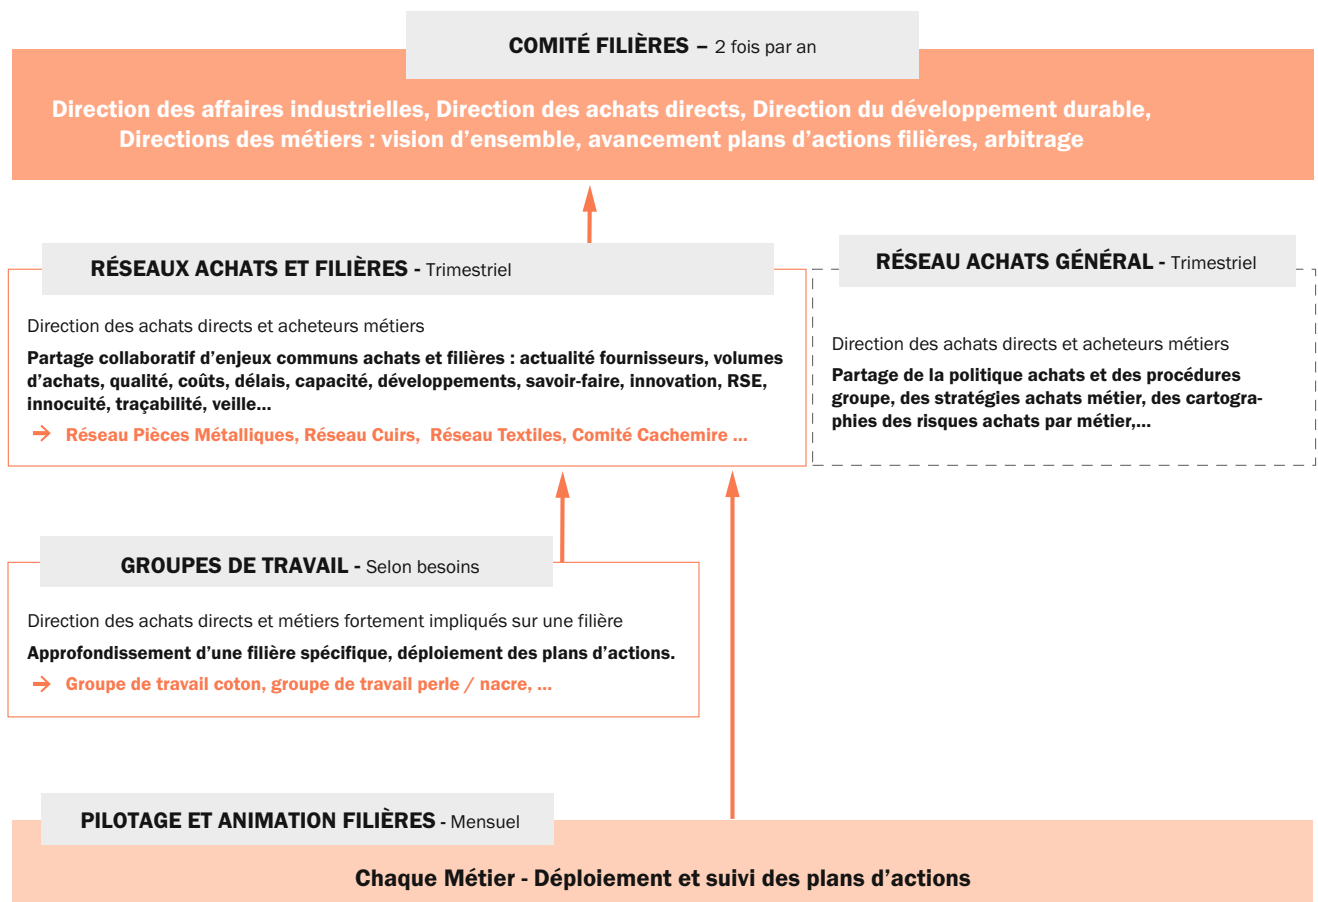 COMITÉ FILIÈRES – 2 fois par an
Direction des affaires industrielles, Direction des achats directs, Direction du développement durable,
Directions des métiers : vision d’ensemble, avancement plans d’actions filières, arbitrage
RÉSEAUX ACHATS ET FILIÈRES - Trimestriel
Direction des achats directs et acheteurs métiers
Partage collaboratif d’enjeux communs achats et filières : actualité fournisseurs, volumes
d’achats, qualité, coûts, délais, capacité, développements, savoir-faire, innovation, RSE,
innocuité, traçabilité, veille...
→ Réseau Pièces Métalliques, Réseau Cuirs, Réseau Textiles, Comité Cachemire ...
RÉSEAU ACHATS GÉNÉRAL - Trimestriel
Direction des achats directs et acheteurs métiers
Partage de la politique achats et des procédures
groupe, des stratégies achats métier, des cartogra-
phies des risques achats par métier,...
GROUPES DE TRAVAIL - Selon besoins
Direction des achats directs et métiers fortement impliqués sur une filière
Approfondissement d’une filière spécifique, déploiement des plans d’actions.
→ Groupe de travail coton, groupe de travail perle / nacre, ...
PILOTAGE ET ANIMATION FILIÈRES - Mensuel
Chaque Métier - Déploiement et suivi des plans d’actions